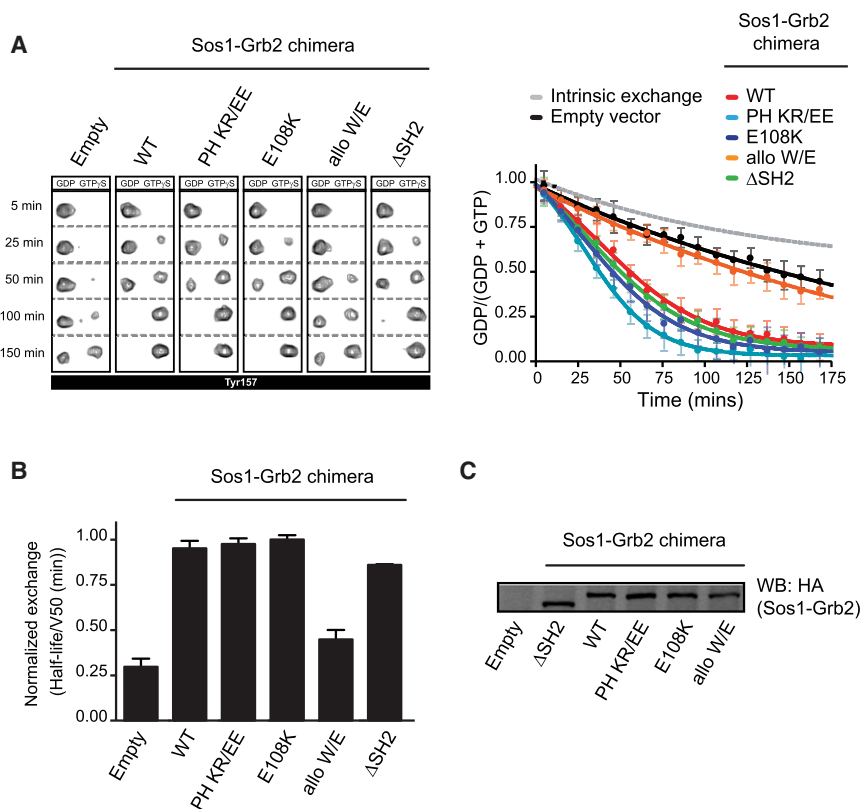 A
Sos1-Grb2 chimera
Empty
WT
PH KR/EE
E108K
allo W/E
ΔSH2
GDP GTPγS GDP GTPγS GDP GTPγS GDP GTPγS GDP GTPγS GDP GTPγS
5 min
25 min
50 min
100 min
150 min
Tyr157
Sos1-Grb2
chimera
Intrinsic exchange
Empty vector
WT
PH KR/EE
E108K
allo W/E
ΔSH2
GDP/(GDP + GTP)
1.00
0.75
0.50
0.25
0.00
0 25 50 75 100 125 150 175
Time (mins)
B
Sos1-Grb2 chimera
Normalized exchange
(Half-life/V50 (min))
1.00
0.75
0.50
0.25
0.00
Empty
WT
PH KR/EE
E108K
allo W/E
ΔSH2
C
Sos1-Grb2 chimera
WB: HA
(Sos1-Grb2)
Empty
ΔSH2
WT
PH KR/EE
E108K
allo W/E